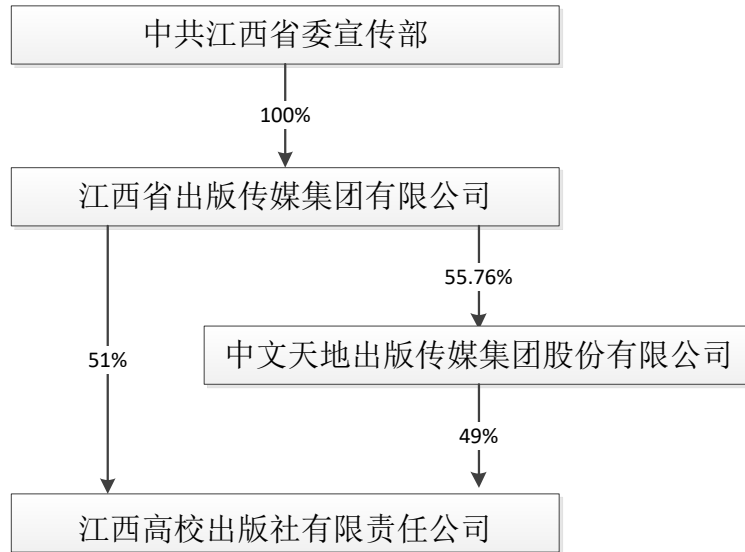 中共江西省委宣传部
100%
江西省出版传媒集团有限公司
55.76%
中文天地出版传媒集团股份有限公司
51%
49%
江西高校出版社有限责任公司